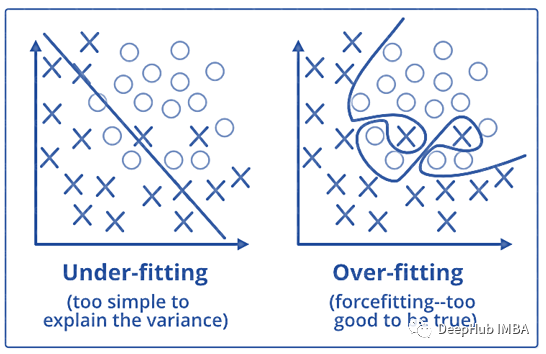 Under-fitting
(too simple to
explain the variance)
Over-fitting
(forcefitting--too
good to be true)
DeepHub IMBA